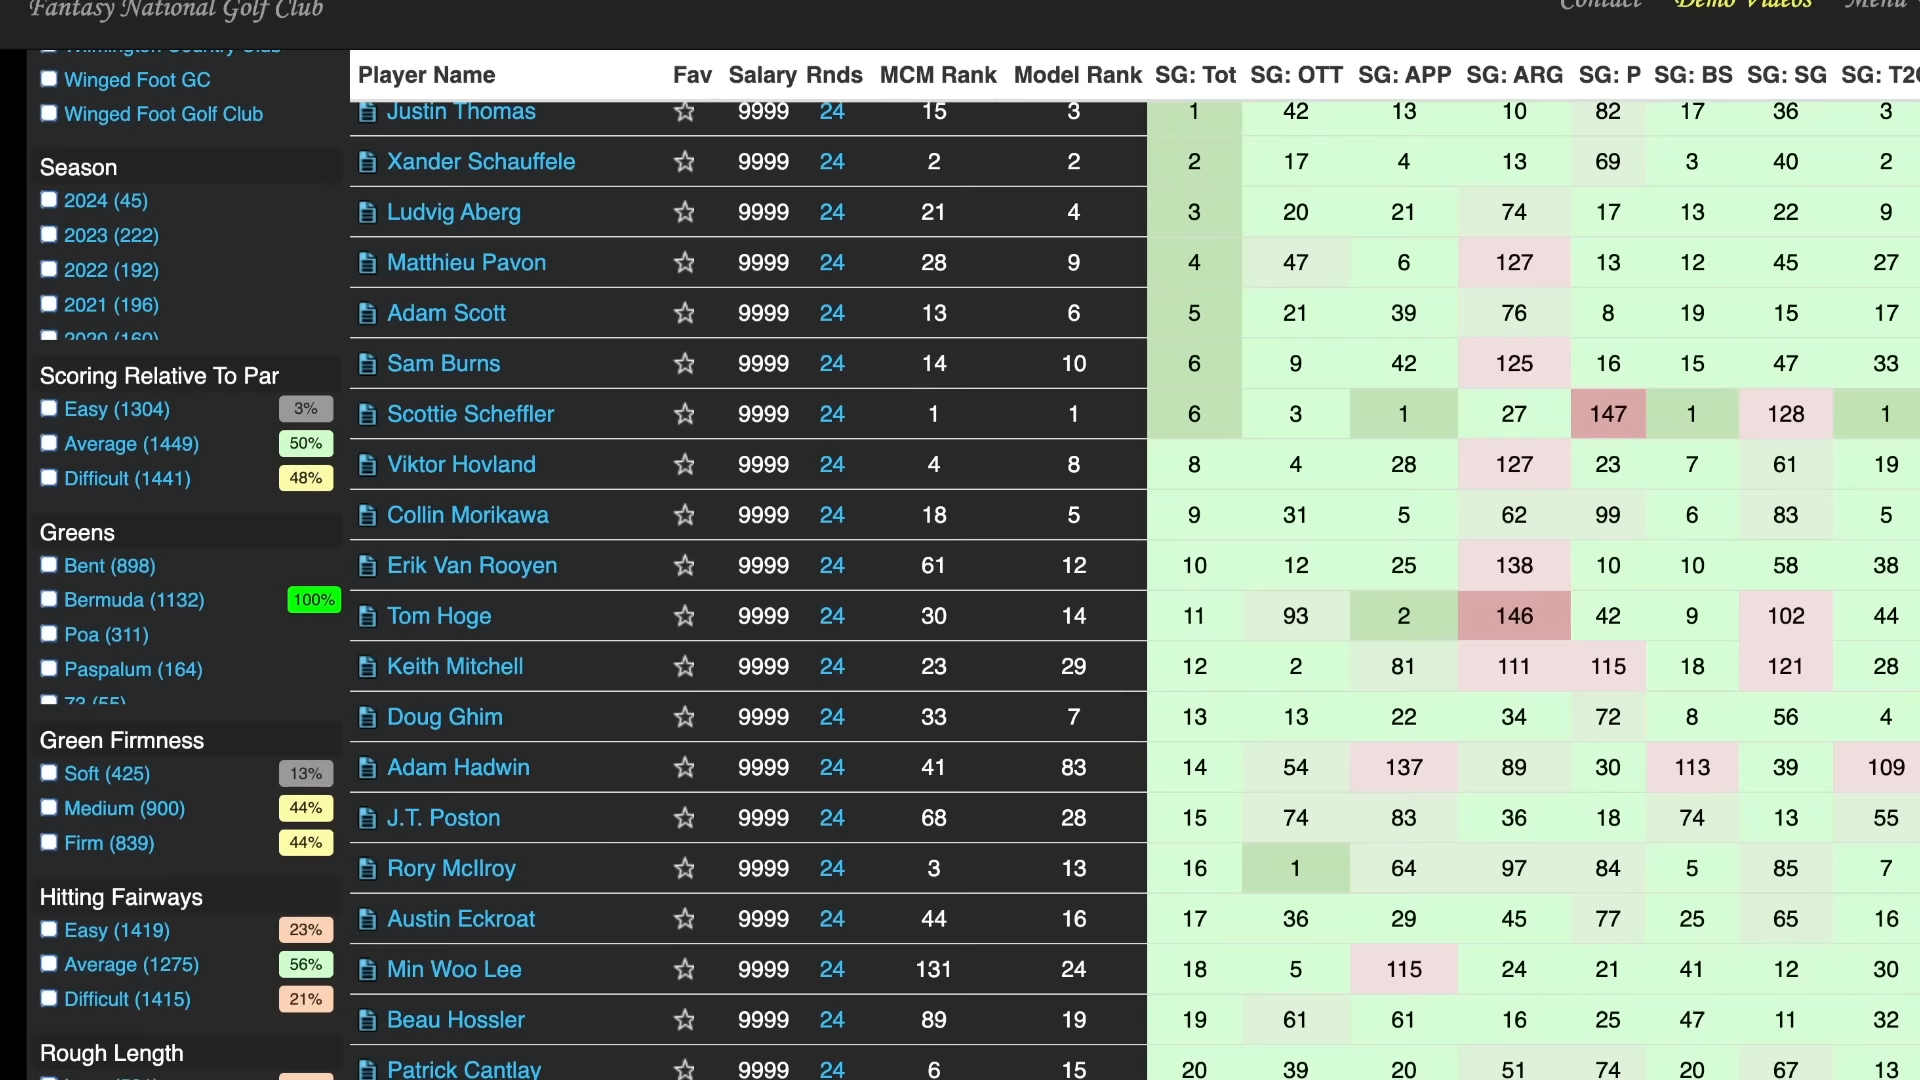 Fantasy National Golf Club
Contact Demo Videos Menu
Wilmington Country Club
Winged Foot GC
Winged Foot Golf Club
Season
2024 (45)
2023 (222)
2022 (192)
2021 (196)
2020 (160)
Scoring Relative To Par
Easy (1304) 3%
Average (1449) 50%
Difficult (1441) 48%
Greens
Bent (898)
Bermuda (1132) 100%
Poa (311)
Paspalum (164)
73 (55)
Green Firmness
Soft (425) 13%
Medium (900) 44%
Firm (839) 44%
Hitting Fairways
Easy (1419) 23%
Average (1275) 56%
Difficult (1415) 21%
Rough Length
Player Name Fav Salary Rnds MCM Rank Model Rank SG: Tot SG: OTT SG: APP SG: ARG SG: P SG: BS SG: SG SG: T2G
Justin Thomas 9999 24 15 3 1 42 13 10 82 17 36 3
Xander Schauffele 9999 24 2 2 2 17 4 13 69 3 40 2
Ludvig Aberg 9999 24 21 4 3 20 21 74 17 13 22 9
Matthieu Pavon 9999 24 28 9 4 47 6 127 13 12 45 27
Adam Scott 9999 24 13 6 5 21 39 76 8 19 15 17
Sam Burns 9999 24 14 10 6 9 42 125 16 15 47 33
Scottie Scheffler 9999 24 1 1 6 3 1 27 147 1 128 1
Viktor Hovland 9999 24 4 8 8 4 28 127 23 7 61 19
Collin Morikawa 9999 24 18 5 9 31 5 62 99 6 83 5
Erik Van Rooyen 9999 24 61 12 10 12 25 138 10 10 58 38
Tom Hoge 9999 24 30 14 11 93 2 146 42 9 102 44
Keith Mitchell 9999 24 23 29 12 2 81 111 115 18 121 28
Doug Ghim 9999 24 33 7 13 13 22 34 72 8 56 4
Adam Hadwin 9999 24 41 83 14 54 137 89 30 113 39 109
J.T. Poston 9999 24 68 28 15 74 83 36 18 74 13 55
Rory McIlroy 9999 24 3 13 16 1 64 97 84 5 85 7
Austin Eckroat 9999 24 44 16 17 36 29 45 77 25 65 16
Min Woo Lee 9999 24 131 24 18 5 115 24 21 41 12 30
Beau Hossler 9999 24 89 19 19 61 61 16 25 47 11 32
Patrick Cantlay 9999 24 6 15 20 39 20 51 74 20 67 13